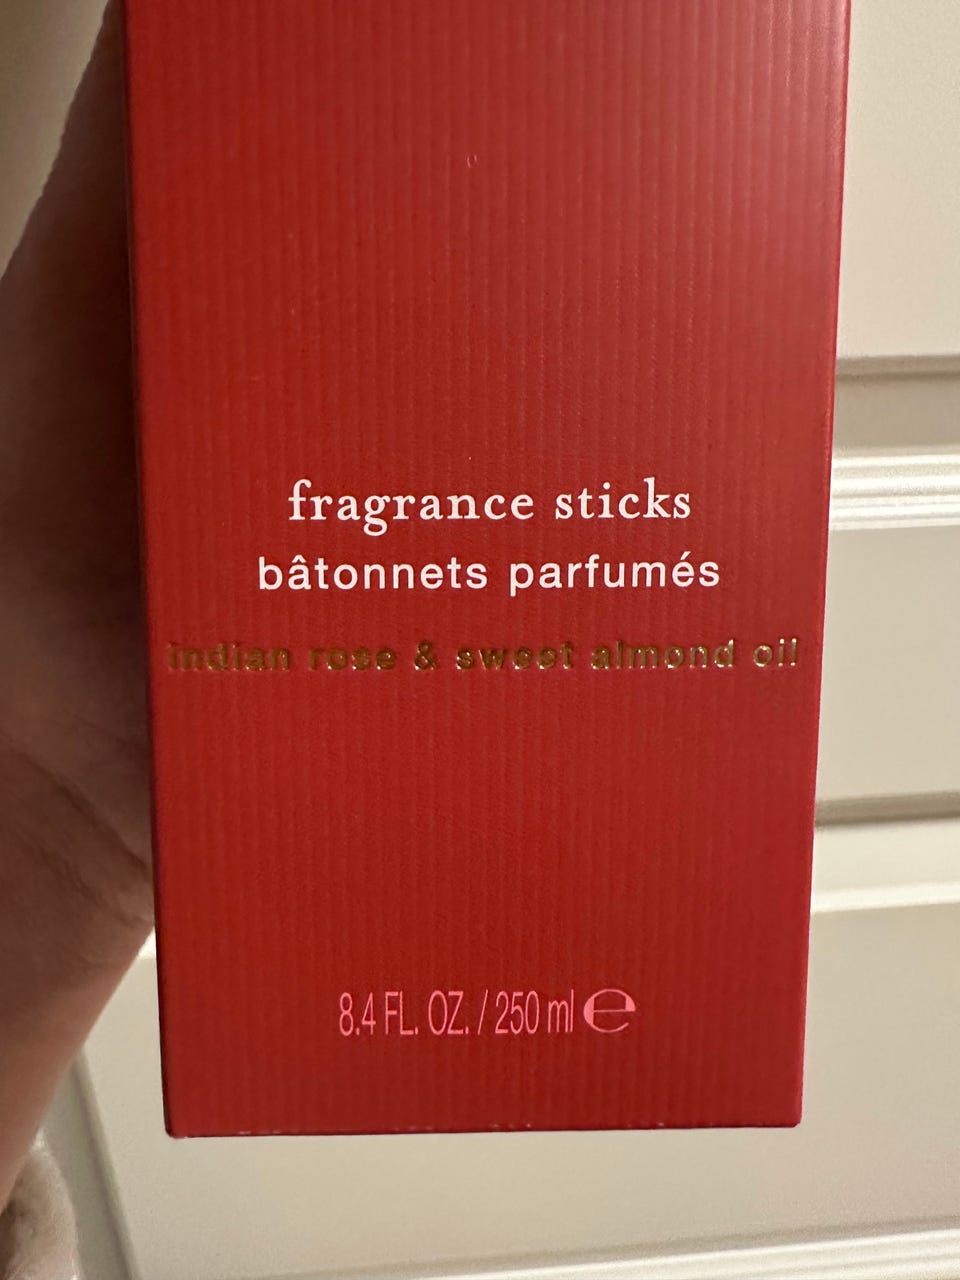 fragrance sticks
bâtonnets parfumés
indian rose & sweet almond oil
8.4 FL. OZ. / 250 ml ℮